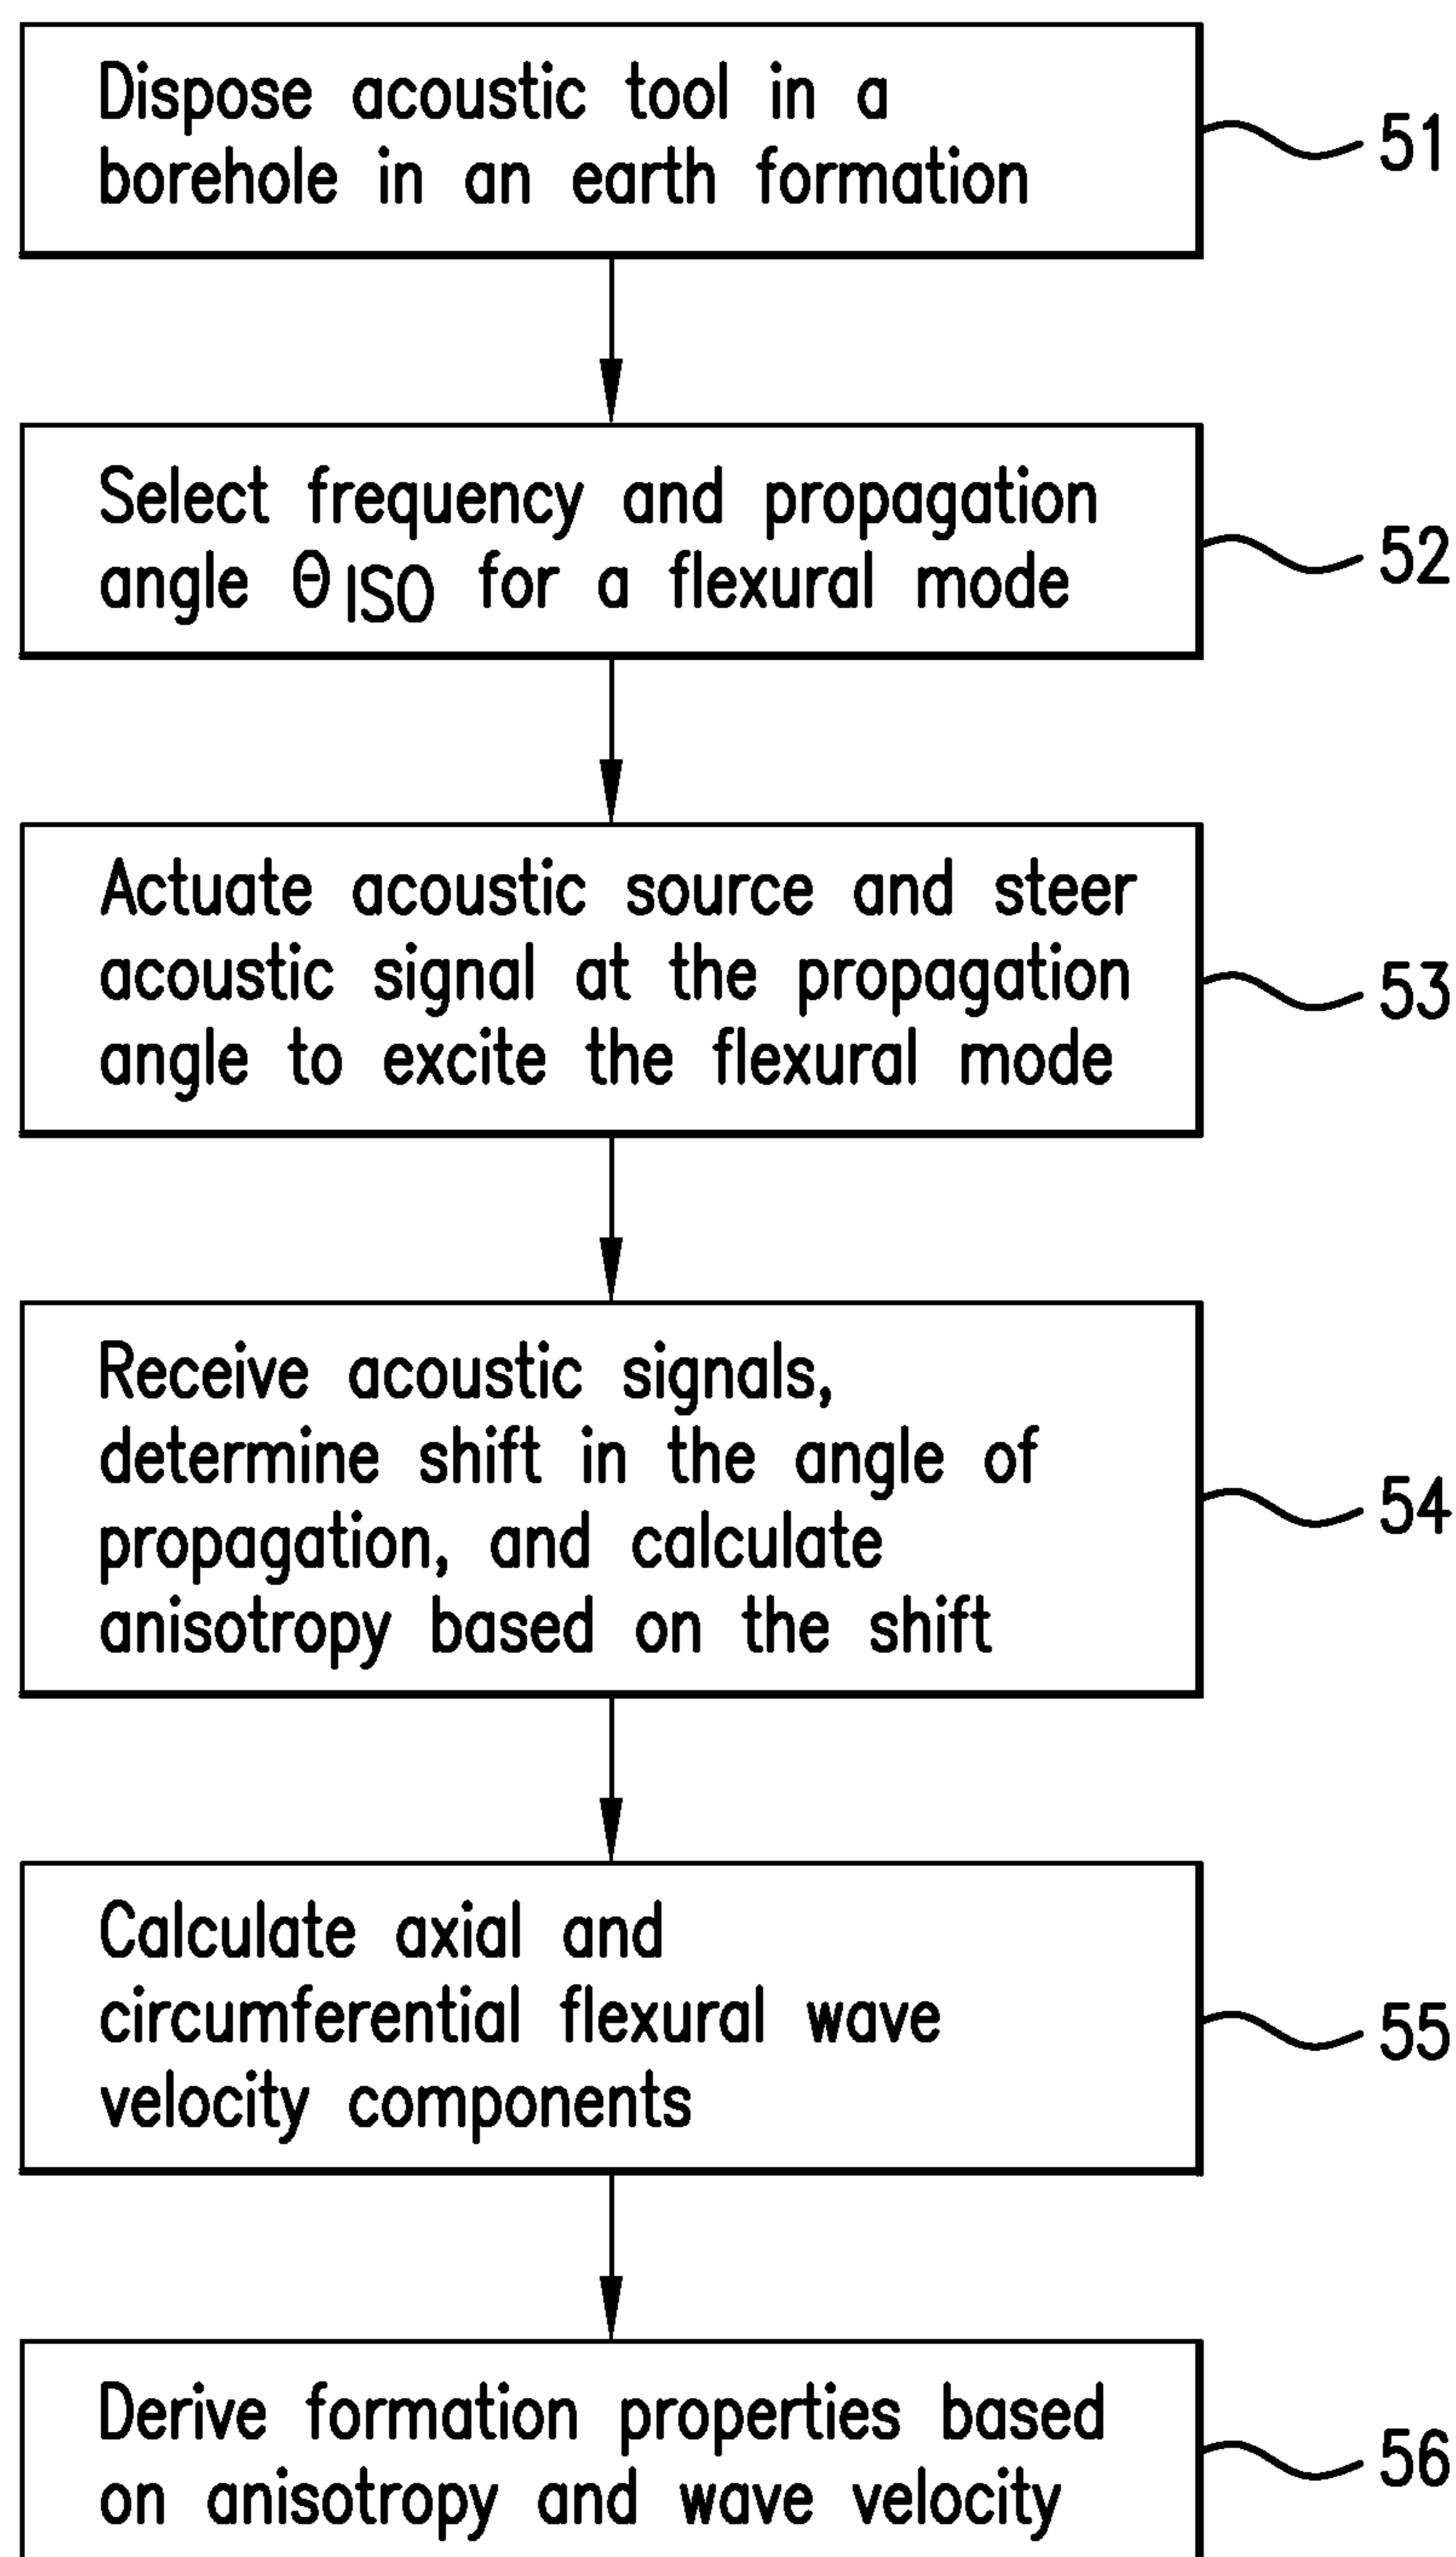 Dispose acoustic tool in a
borehole in an earth formation
51
Select frequency and propagation
angle θ ISO for a flexural mode
52
Actuate acoustic source and steer
acoustic signal at the propagation
angle to excite the flexural mode
53
Receive acoustic signals,
determine shift in the angle of
propagation, and calculate
anisotropy based on the shift
54
Calculate axial and
circumferential flexural wave
velocity components
55
Derive formation properties based
on anisotropy and wave velocity
56